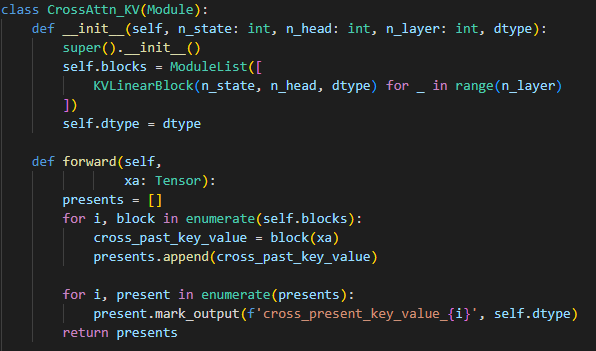 class CrossAttn_KV(Module):
    def __init__(self, n_state: int, n_head: int, n_layer: int, dtype):
        super().__init__()
        self.blocks = ModuleList([
            KVLinearBlock(n_state, n_head, dtype) for _ in range(n_layer)
        ])
        self.dtype = dtype

    def forward(self,
                xa: Tensor):
        presents = []
        for i, block in enumerate(self.blocks):
            cross_past_key_value = block(xa)
            presents.append(cross_past_key_value)

        for i, present in enumerate(presents):
            present.mark_output(f'cross_present_key_value_{i}', self.dtype)
        return presents